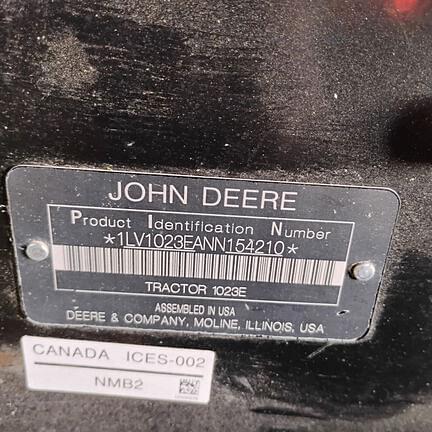 JOHN DEERE
Product Identification Number
*1LV1023EANN154210*
TRACTOR 1023E
ASSEMBLED IN USA
DEERE & COMPANY, MOLINE, ILLINOIS, USA
CANADA ICES-002
NMB2